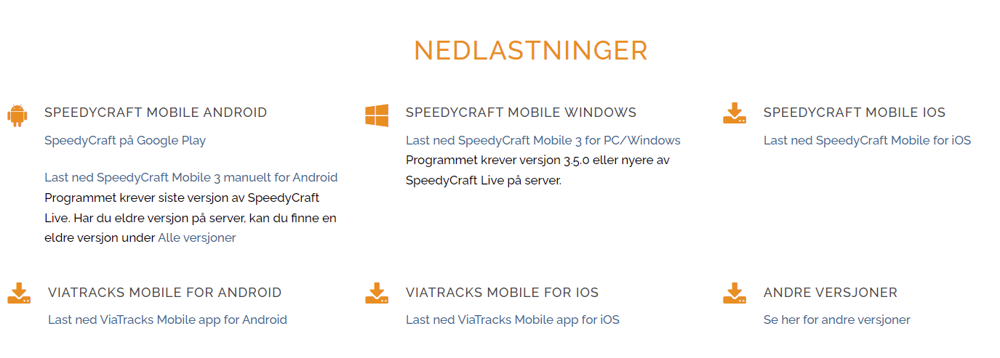 NEDLASTNINGER
SPEEDYCRAFT MOBILE ANDROID
SpeedyCraft på Google Play
Last ned SpeedyCraft Mobile 3 manuelt for Android
Programmet krever siste versjon av SpeedyCraft
Live. Har du eldre versjon på server, kan du finne en
eldre versjon under Alle versjoner
SPEEDYCRAFT MOBILE WINDOWS
Last ned SpeedyCraft Mobile 3 for PC/Windows
Programmet krever versjon 3.5.0 eller nyere av
SpeedyCraft Live på server.
SPEEDYCRAFT MOBILE IOS
Last ned SpeedyCraft Mobile for iOS
VIATRACKS MOBILE FOR ANDROID
Last ned ViaTracks Mobile app for Android
VIATRACKS MOBILE FOR IOS
Last ned ViaTracks Mobile app for iOS
ANDRE VERSJONER
Se her for andre versjoner